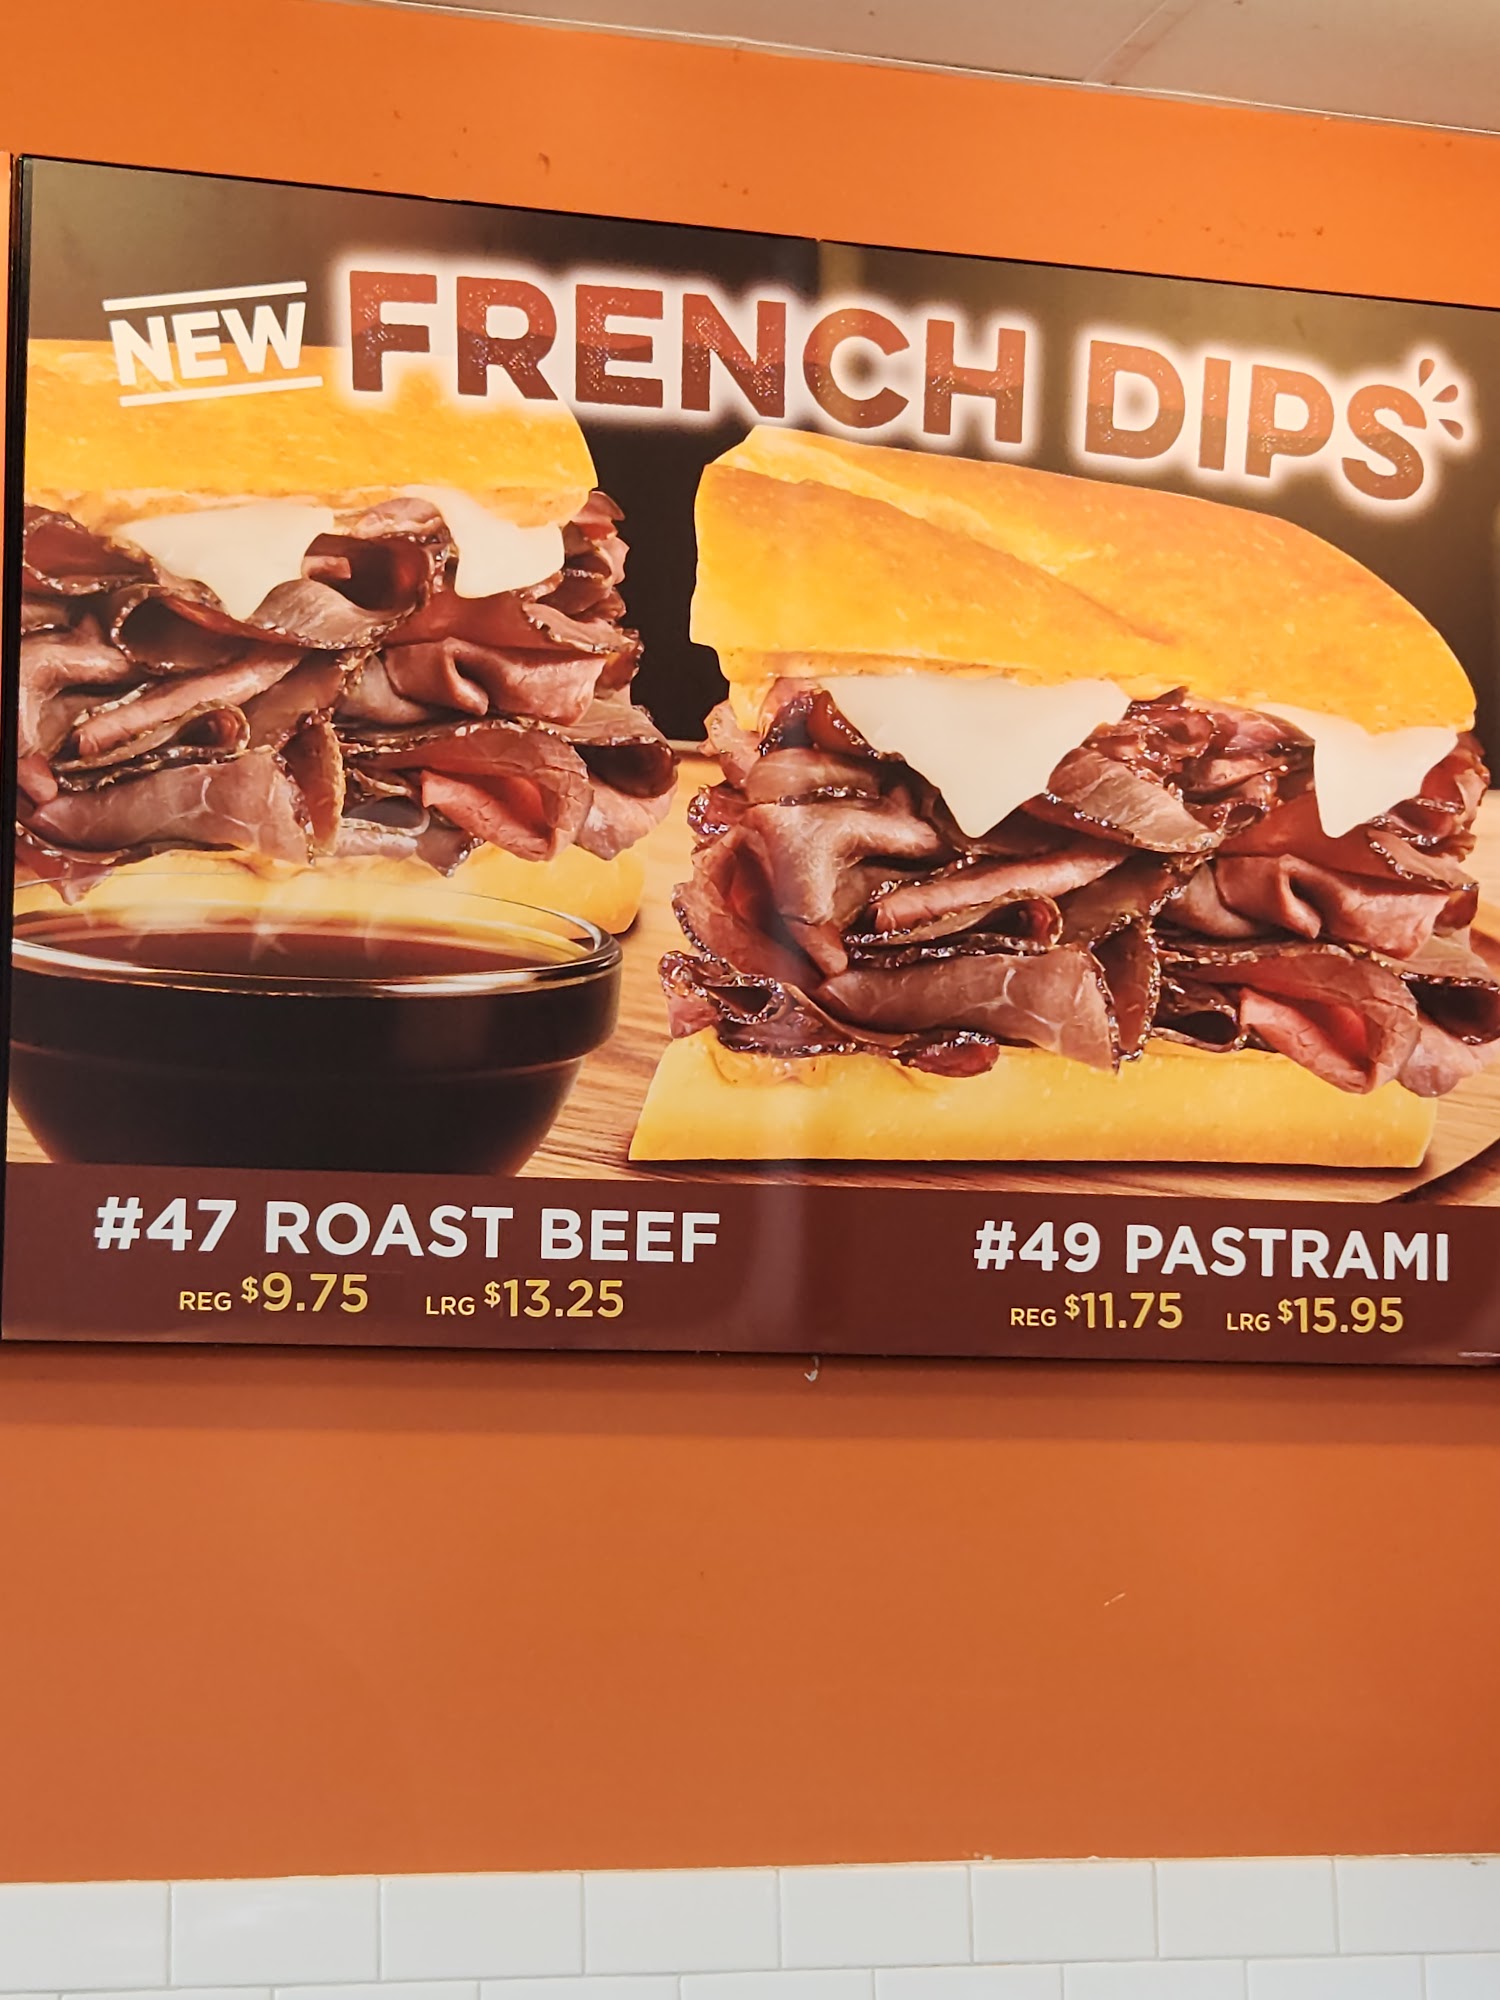 NEW FRENCH DIPS
#47 ROAST BEEF
REG $9.75 LRG $13.25
#49 PASTRAMI
REG $11.75 LRG $15.95